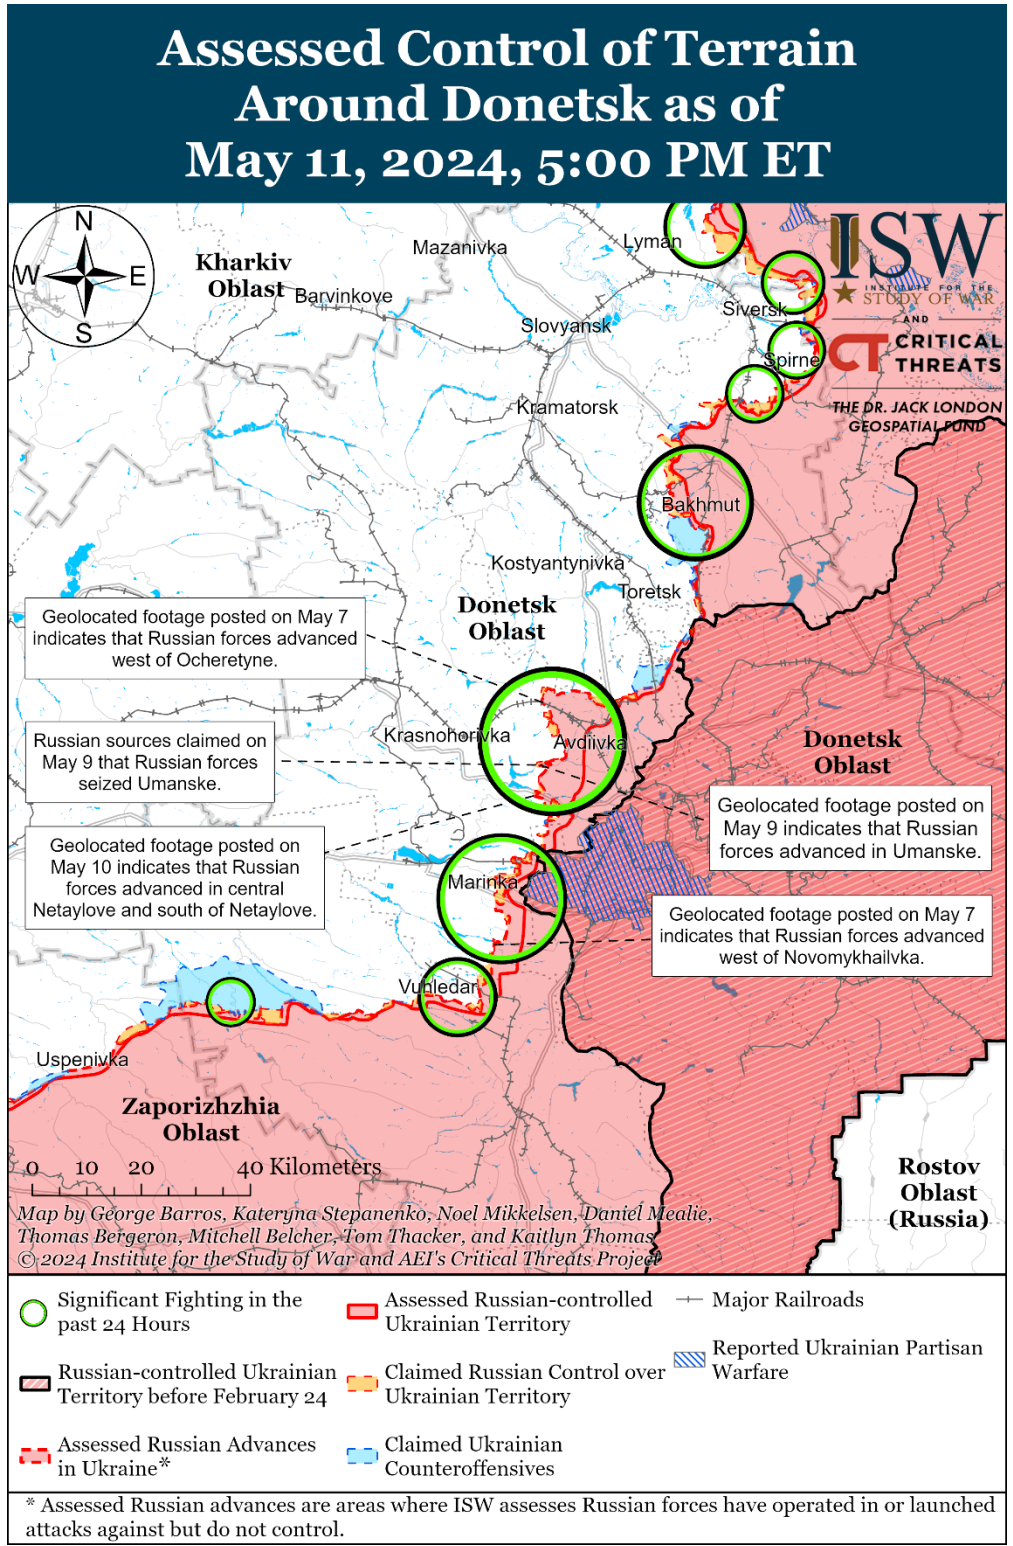 Assessed Control of Terrain
Around Donetsk as of
May 11, 2024, 5:00 PM ET
N
W
E
S
ISW
INSTITUTE FOR THE
STUDY OF WAR
AND
CT CRITICAL
THREATS
THE DR. JACK LONDON
GEOSPATIAL FUND
Kharkiv
Oblast
Mazanivka
Lyman
Barvinkove
Siversk
Slovyansk
Spirne
Kramatorsk
Bakhmut
Kostyantynivka
Toretsk
Donetsk
Oblast
Geolocated footage posted on May 7
indicates that Russian forces advanced
west of Ocheretyne.
Krasnohorivka
Avdiivka
Donetsk
Oblast
Russian sources claimed on
May 9 that Russian forces
seized Umanske.
Geolocated footage posted on
May 9 indicates that Russian
forces advanced in Umanske.
Geolocated footage posted on
May 10 indicates that Russian
forces advanced in central
Netaylove and south of Netaylove.
Marinka
Geolocated footage posted on May 7
indicates that Russian forces advanced
west of Novomykhailvka.
Vuhledar
Uspenivka
Zaporizhzhia
Oblast
Rostov
Oblast
(Russia)
0 10 20 40 Kilometers
Map by George Barros, Kateryna Stepanenko, Noel Mikkelsen, Daniel Mealie,
Thomas Bergeron, Mitchell Belcher, Tom Thacker, and Kaitlyn Thomas
© 2024 Institute for the Study of War and AEI's Critical Threats Project
Significant Fighting in the
past 24 Hours
Russian-controlled Ukrainian
Territory before February 24
Assessed Russian Advances
in Ukraine*
Assessed Russian-controlled
Ukrainian Territory
Claimed Russian Control over
Ukrainian Territory
Claimed Ukrainian
Counteroffensives
Major Railroads
Reported Ukrainian Partisan
Warfare
* Assessed Russian advances are areas where ISW assesses Russian forces have operated in or launched
attacks against but do not control.